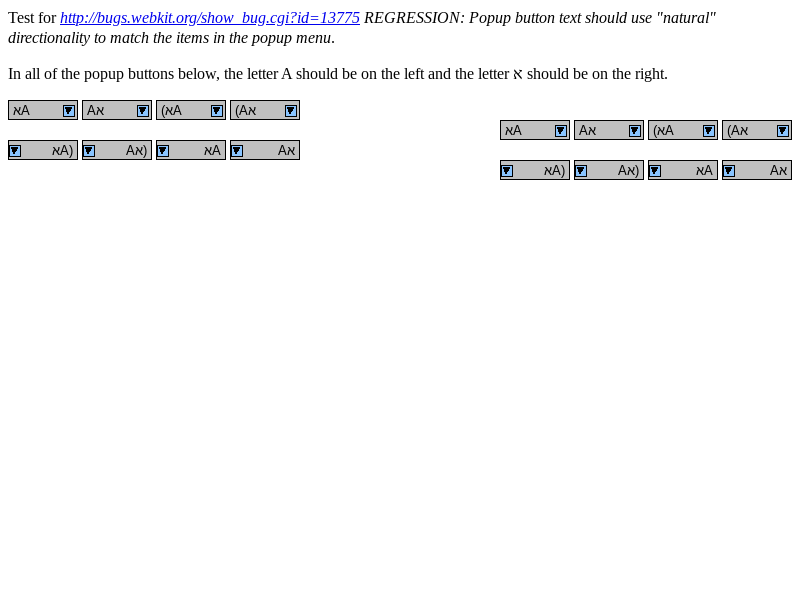 Test for http://bugs.webkit.org/show_bug.cgi?id=13775 REGRESSION: Popup button text should use "natural"
directionality to match the items in the popup menu.
In all of the popup buttons below, the letter A should be on the left and the letter א should be on the right.
אA Aא (אA (Aא
אA Aא (אA (Aא
אA) Aא) אA Aא
אA) Aא) אA Aא